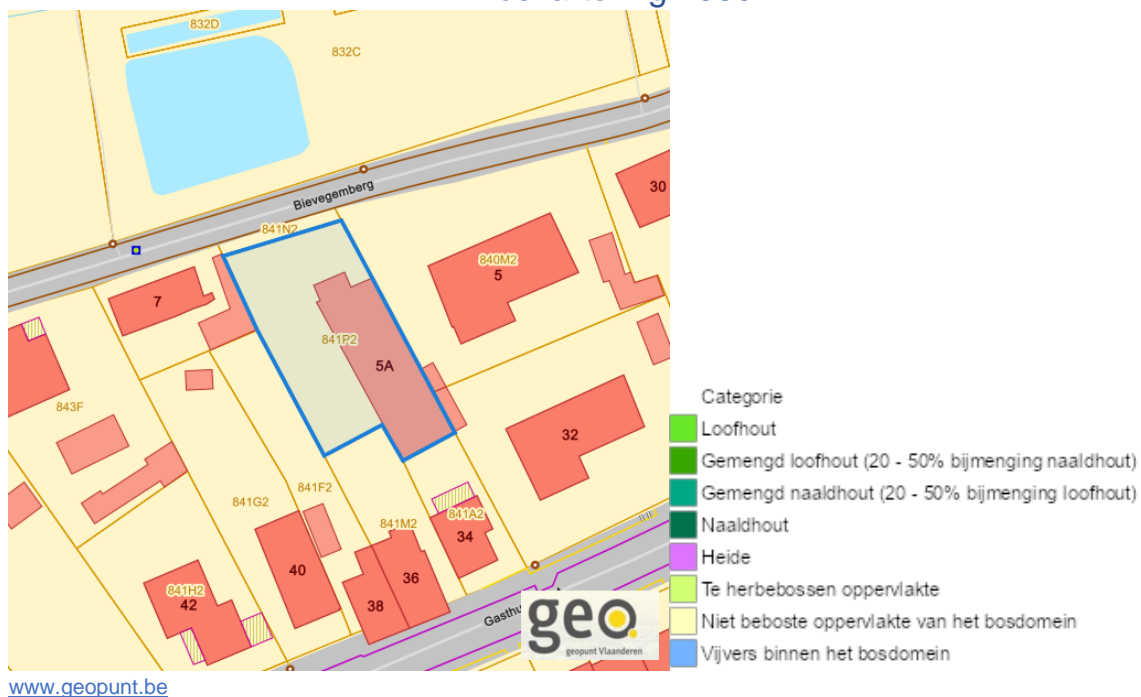 832D
832C
Bievegemberg
30
841N2
840M2
5
7
841P2
5A
843F
32
841G2
841F2
841M2
841A2
34
40
36
38
841H2
42
geo.
geopunt Vlaanderen
Categorie
Loofhout
Gemengd loofhout (20 - 50% bijmenging naaldhout)
Gemengd naaldhout (20 - 50% bijmenging loofhout)
Naaldhout
Heide
Te herbebossen oppervlakte
Niet beboste oppervlakte van het bosdomein
Vijvers binnen het bosdomein
www.geopunt.be